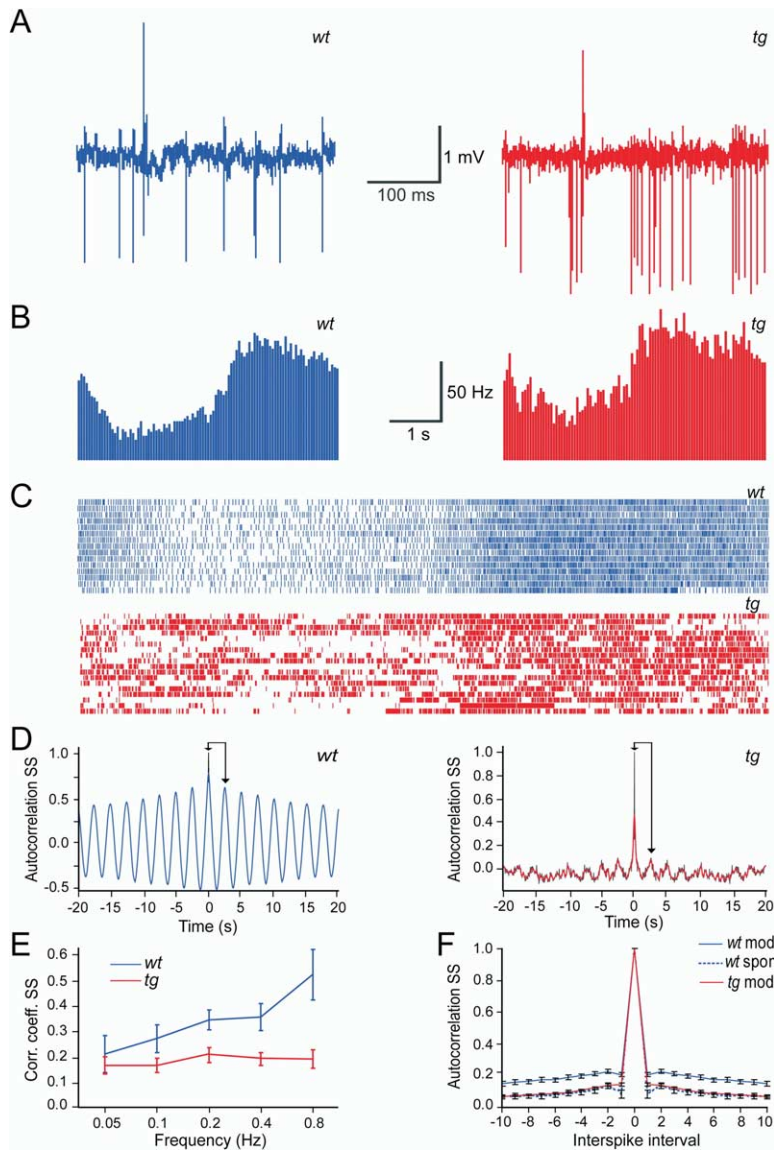 A
wt
tg
1 mV
100 ms
B
wt
tg
50 Hz
1 s
C
wt
tg
D
Autocorrelation SS
1.0
0.5
0.0
-0.5
-20 -15 -10 -5 0 5 10 15 20
Time (s)
wt
Autocorrelation SS
1.0
0.8
0.6
0.4
0.2
0.0
-20 -15 -10 -5 0 5 10 15 20
Time (s)
tg
E
Corr. coeff. SS
0.6
0.5
0.4
0.3
0.2
0.1
0.0
wt
tg
0.05 0.1 0.2 0.4 0.8
Frequency (Hz)
F
Autocorrelation SS
1.0
0.8
0.6
0.4
0.2
0.0
wt mod
wt spon
tg mod
-10 -8 -6 -4 -2 0 2 4 6 8 10
Interspike interval